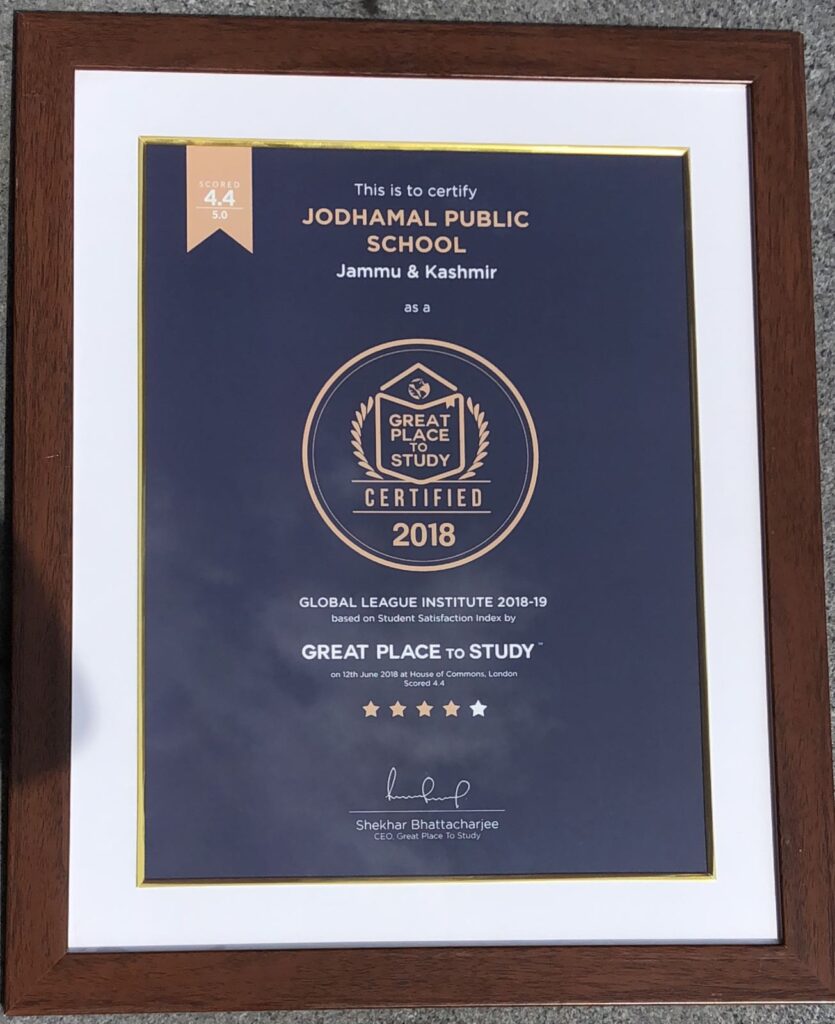 SCORED
4.4
5.0
This is to certify
JODHAMAL PUBLIC
SCHOOL
Jammu & Kashmir
as a
GREAT
PLACE
TO
STUDY
CERTIFIED
2018
GLOBAL LEAGUE INSTITUTE 2018-19
based on Student Satisfaction Index by
GREAT PLACE TO STUDY™
on 12th June 2018 at House of Commons, London
Scored 4.4
Shekhar Bhattacharjee
CEO, Great Place To Study